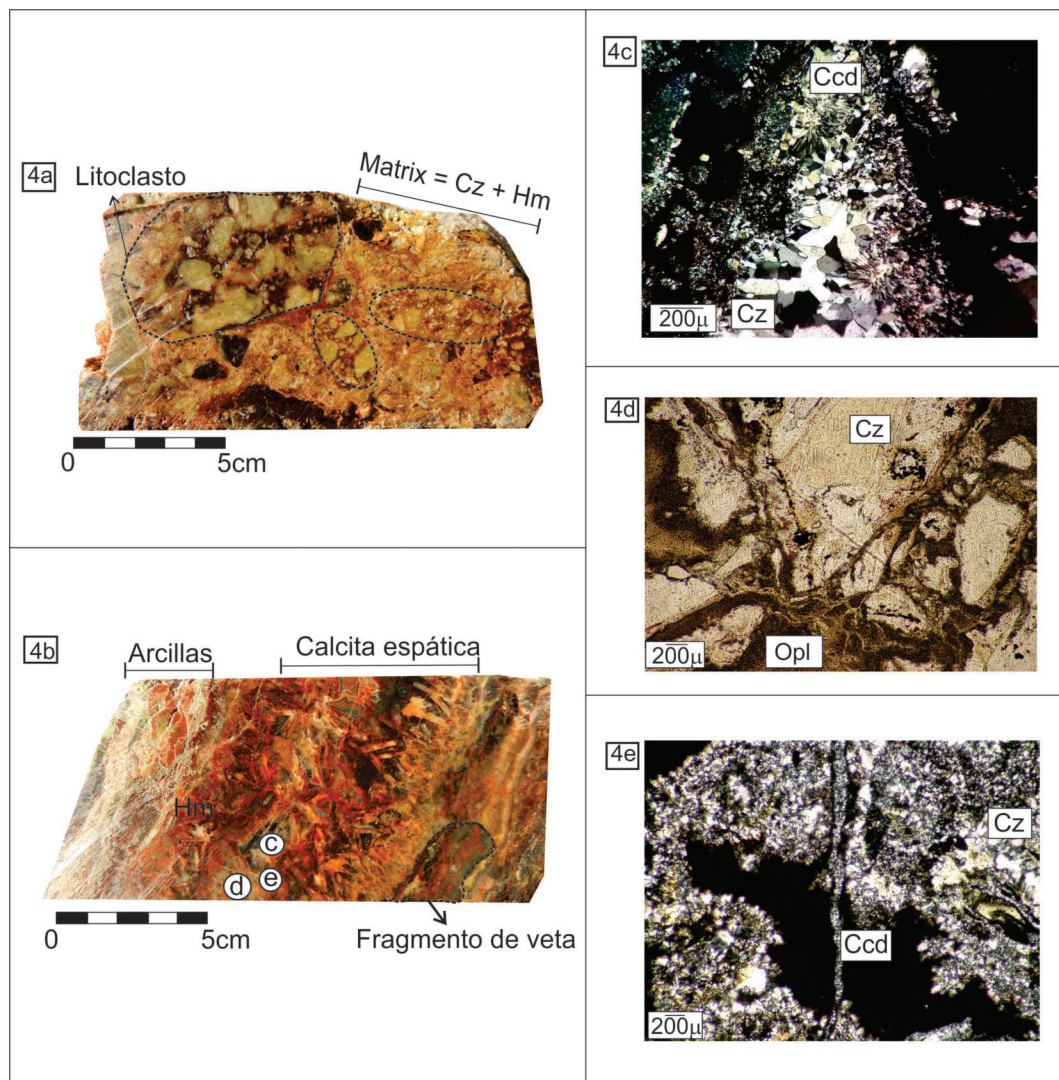 4a
Litoclasto
Matrix = Cz + Hm
0 5cm
4b
Arcillas
Calcita espática
Hm
c
d
e
0 5cm
Fragmento de veta
4c
Ccd
Cz
200µ
4d
Cz
Opl
200µ
4e
Cz
Ccd
200µ